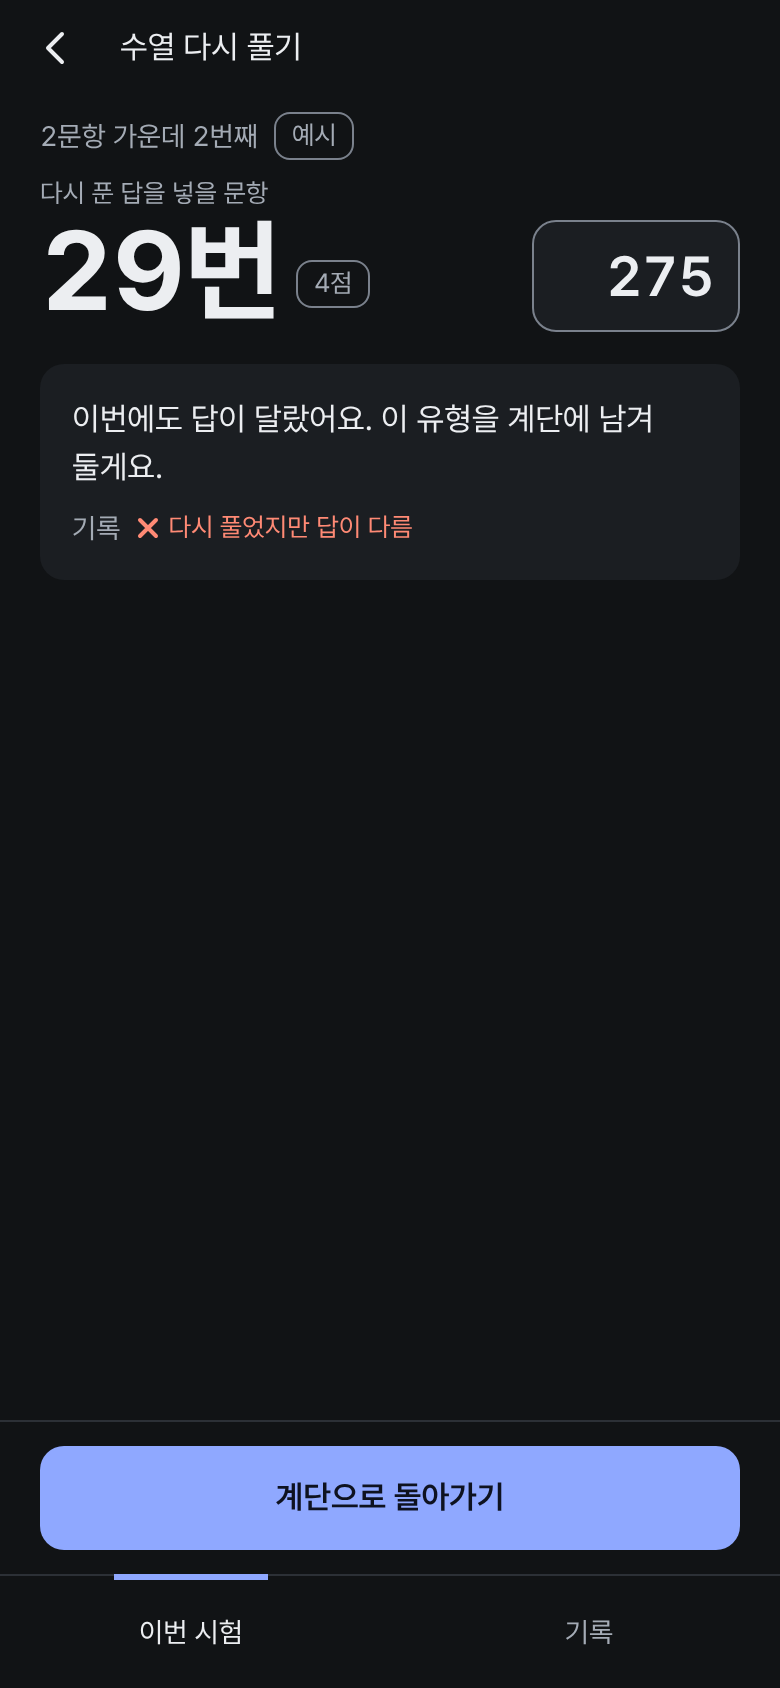 수열 다시 풀기
2문항 가운데 2번째 예시
다시 푼 답을 넣을 문항
29번 4점 275
이번에도 답이 달랐어요. 이 유형을 계단에 남겨
둘게요.
기록 다시 풀었지만 답이 다름
계단으로 돌아가기
이번 시험 기록